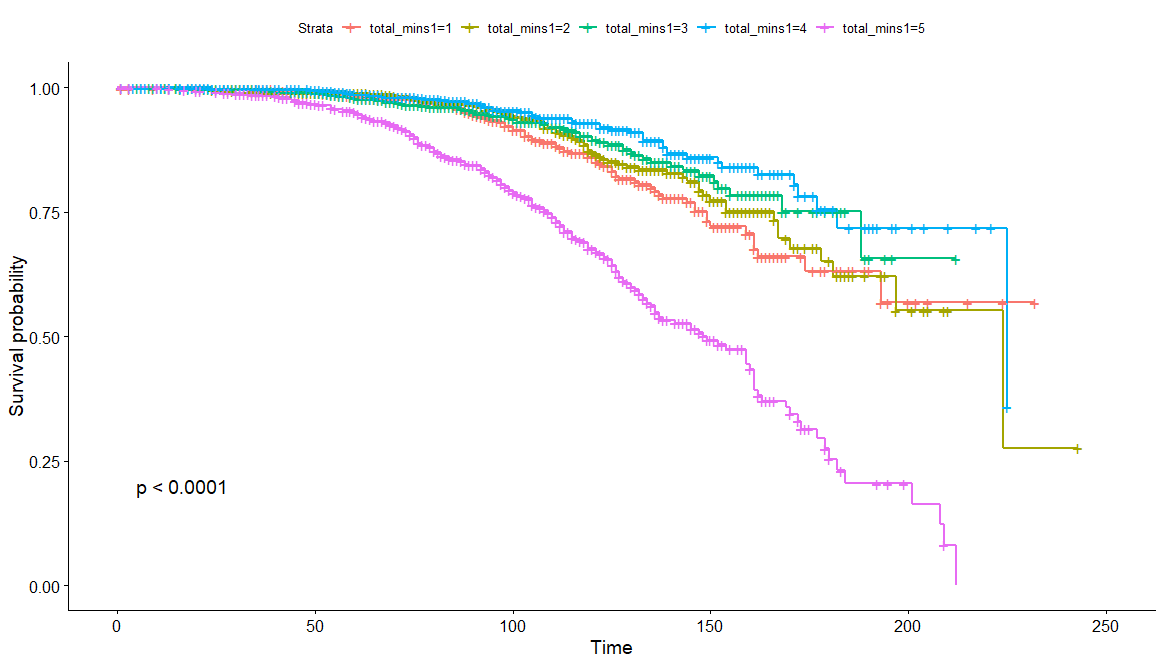 Strata total_mins1=1 total_mins1=2 total_mins1=3 total_mins1=4 total_mins1=5
1.00
0.75
0.50
0.25
0.00
Survival probability
p < 0.0001
0 50 100 150 200 250
Time